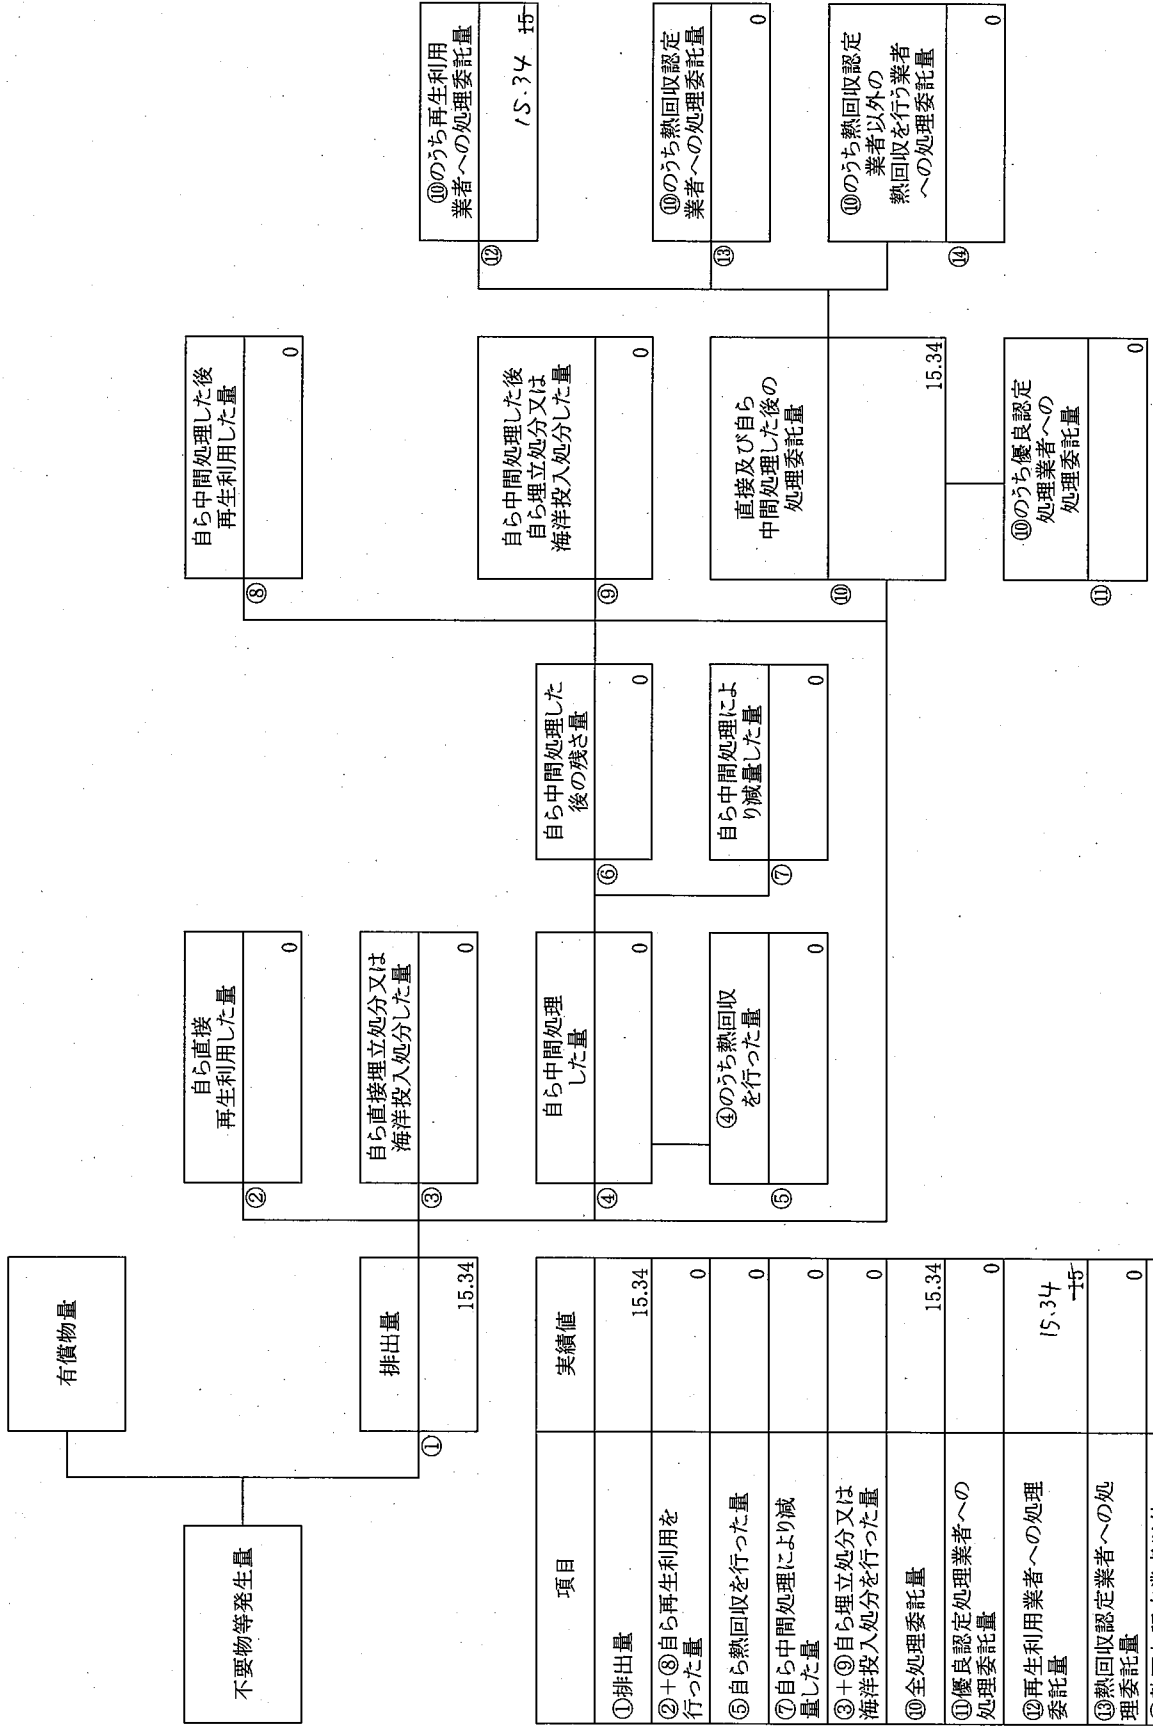 不要物等発生量
有償物量
排出量
①
15.34
②
自ら直接
再生利用した量
0
③
自ら直接埋立処分又は
海洋投入処分した量
0
④
自ら中間処理
した量
0
⑤
④のうち熱回収
を行った量
0
⑥
自ら中間処理した
後の残さ量
0
⑦
自ら中間処理によ
り減量した量
0
⑧
自ら中間処理した後
再生利用した量
0
⑨
自ら中間処理した後
自ら埋立処分又は
海洋投入処分した量
0
⑩
直接及び自ら
中間処理した後の
処理委託量
15.34
⑪
⑩のうち優良認定
処理業者への
処理委託量
0
⑫
⑩のうち再生利用
業者への処理委託量
15.34 15
⑬
⑩のうち熱回収認定
業者への処理委託量
0
⑭
⑩のうち熱回収認定
業者以外の
熱回収を行う業者
への処理委託量
0
項目 実績値
①排出量 15.34
②+⑧自ら再生利用を
行った量 0
⑤自ら熱回収を行った量 0
⑦自ら中間処理により減
量した量 0
③+⑨自ら埋立処分又は
海洋投入処分を行った量 0
⑩全処理委託量 15.34
⑪優良認定処理業者への
処理委託量 0
⑫再生利用業者への処理
委託量 15.34 15
⑬熱回収認定業者への処
理委託量 0